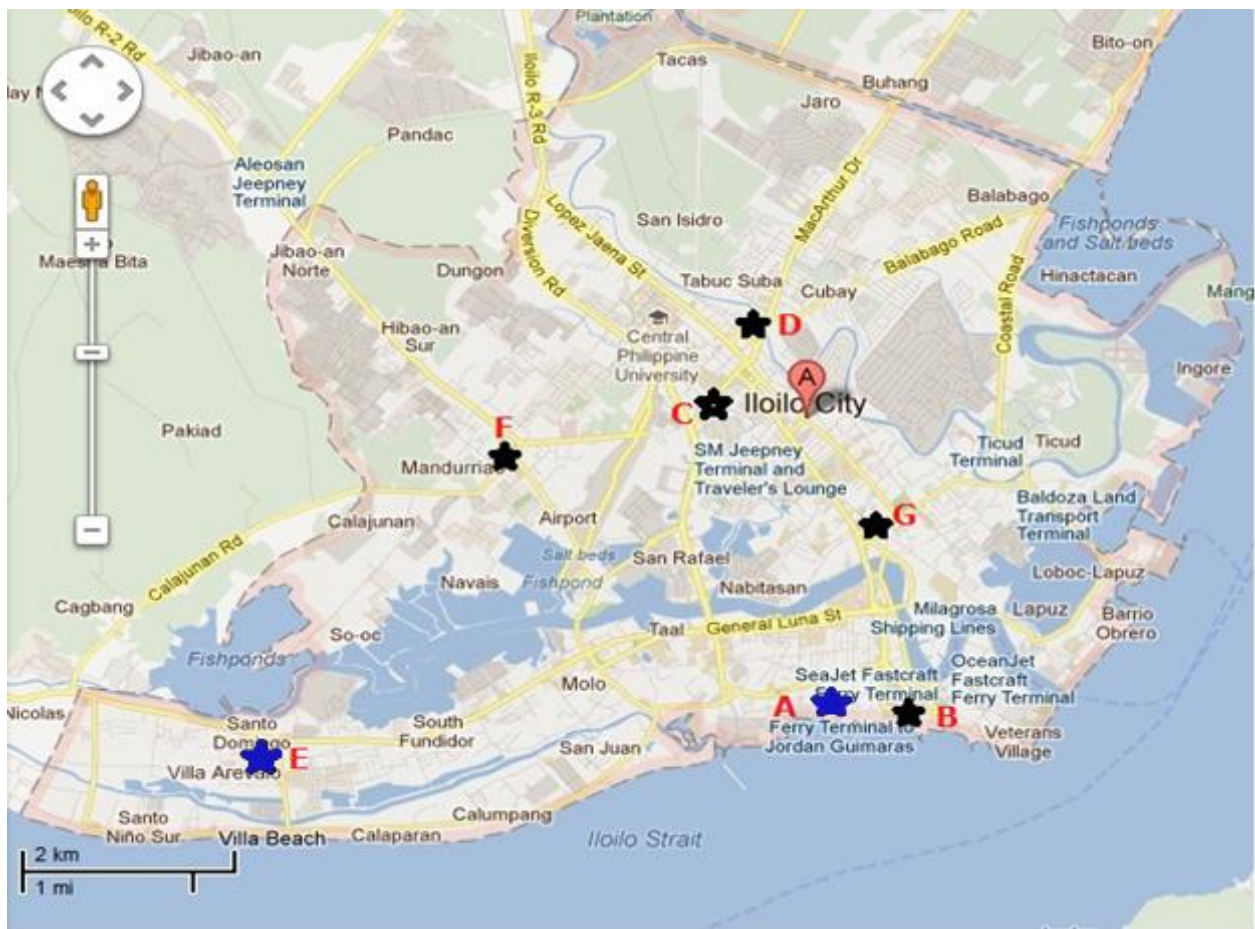 Plantation
Iloilo R-2 Rd
Jibao-an
Iloilo R-3 Rd
Tacas
Bito-on
Buhang
Jaro
Pandac
Aleosan
Jeepney
Terminal
MacArthur Dr
San Isidro
Balabago
Lopez Jaena St
Diversion Rd
Fishponds
and Salt beds
Balabago Road
Jibao-an
Norte
Dungon
Tabuc Suba
Cubay
Hinactacan
Coastal Road
Hibao-an
Sur
D
Central
Philippine
University
A
Ingore
C
Iloilo City
Pakiad
F
Mandurriao
SM Jeepney
Terminal and
Traveler's Lounge
Ticud
Terminal
Ticud
G
Calajunan
Airport
Baldoza Land
Transport
Terminal
Calajunan Rd
Salt beds
San Rafael
Navais
Fishpond
Nabitasan
Loboc-Lapuz
Cagbang
So-oc
Taal
General Luna St
Milagrosa
Shipping Lines
Lapuz
Barrio
Obrero
Fishponds
Molo
SeaJet Fastcraft
Ferry Terminal
OceanJet
Fastcraft
Ferry Terminal
A
B
Nicolas
Santo
Domingo
South
Fundidor
San Juan
Ferry Terminal to
Jordan Guimaras
Veterans
Village
E
Villa Arevalo
Santo
Niño Sur
Villa Beach
Calaparan
Calumpang
Iloilo Strait
2 km
1 mi